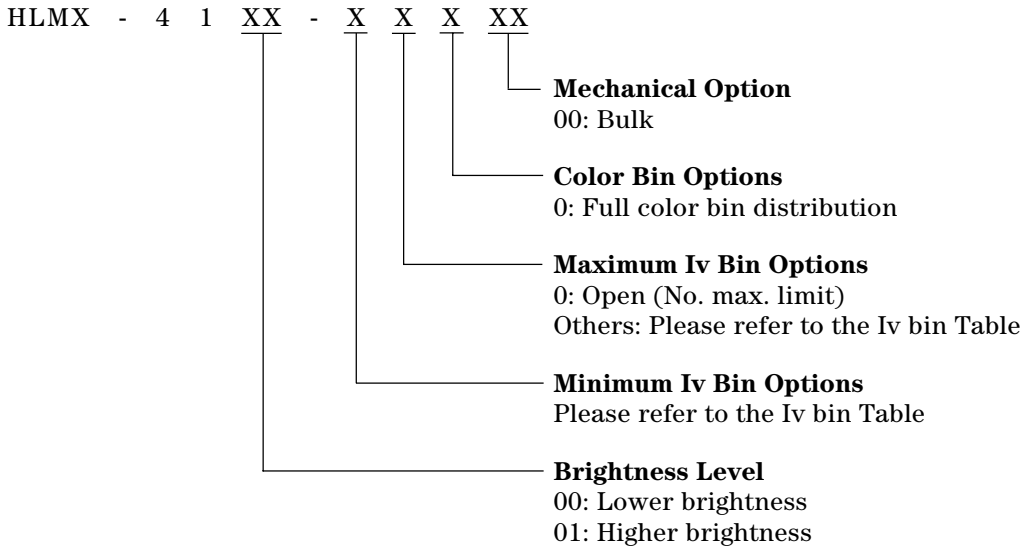 HLMX - 4 1 XX - X X X XX
Mechanical Option
00: Bulk
Color Bin Options
0: Full color bin distribution
Maximum Iv Bin Options
0: Open (No. max. limit)
Others: Please refer to the Iv bin Table
Minimum Iv Bin Options
Please refer to the Iv bin Table
Brightness Level
00: Lower brightness
01: Higher brightness